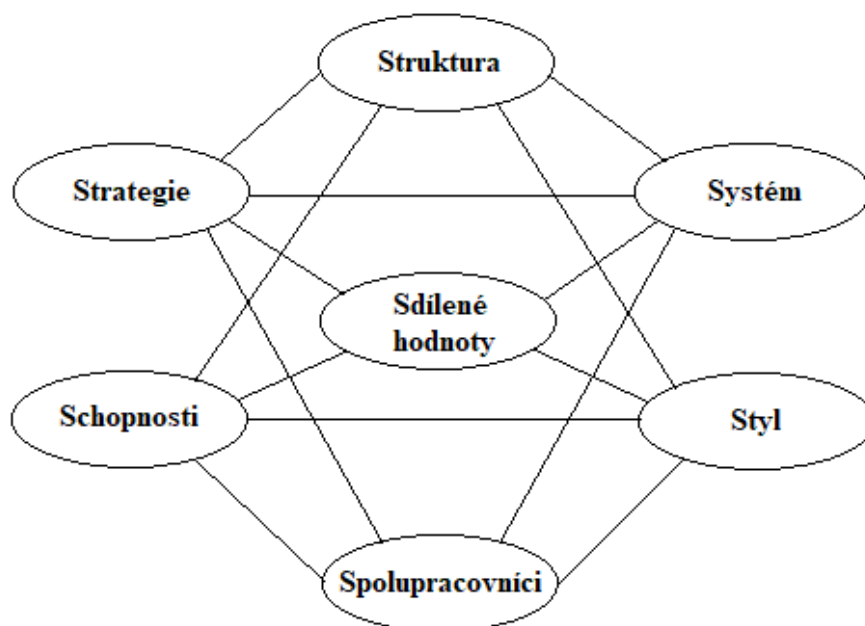 Struktura
Strategie
Systém
Sdílené
hodnoty
Schopnosti
Styl
Spolupracovníci